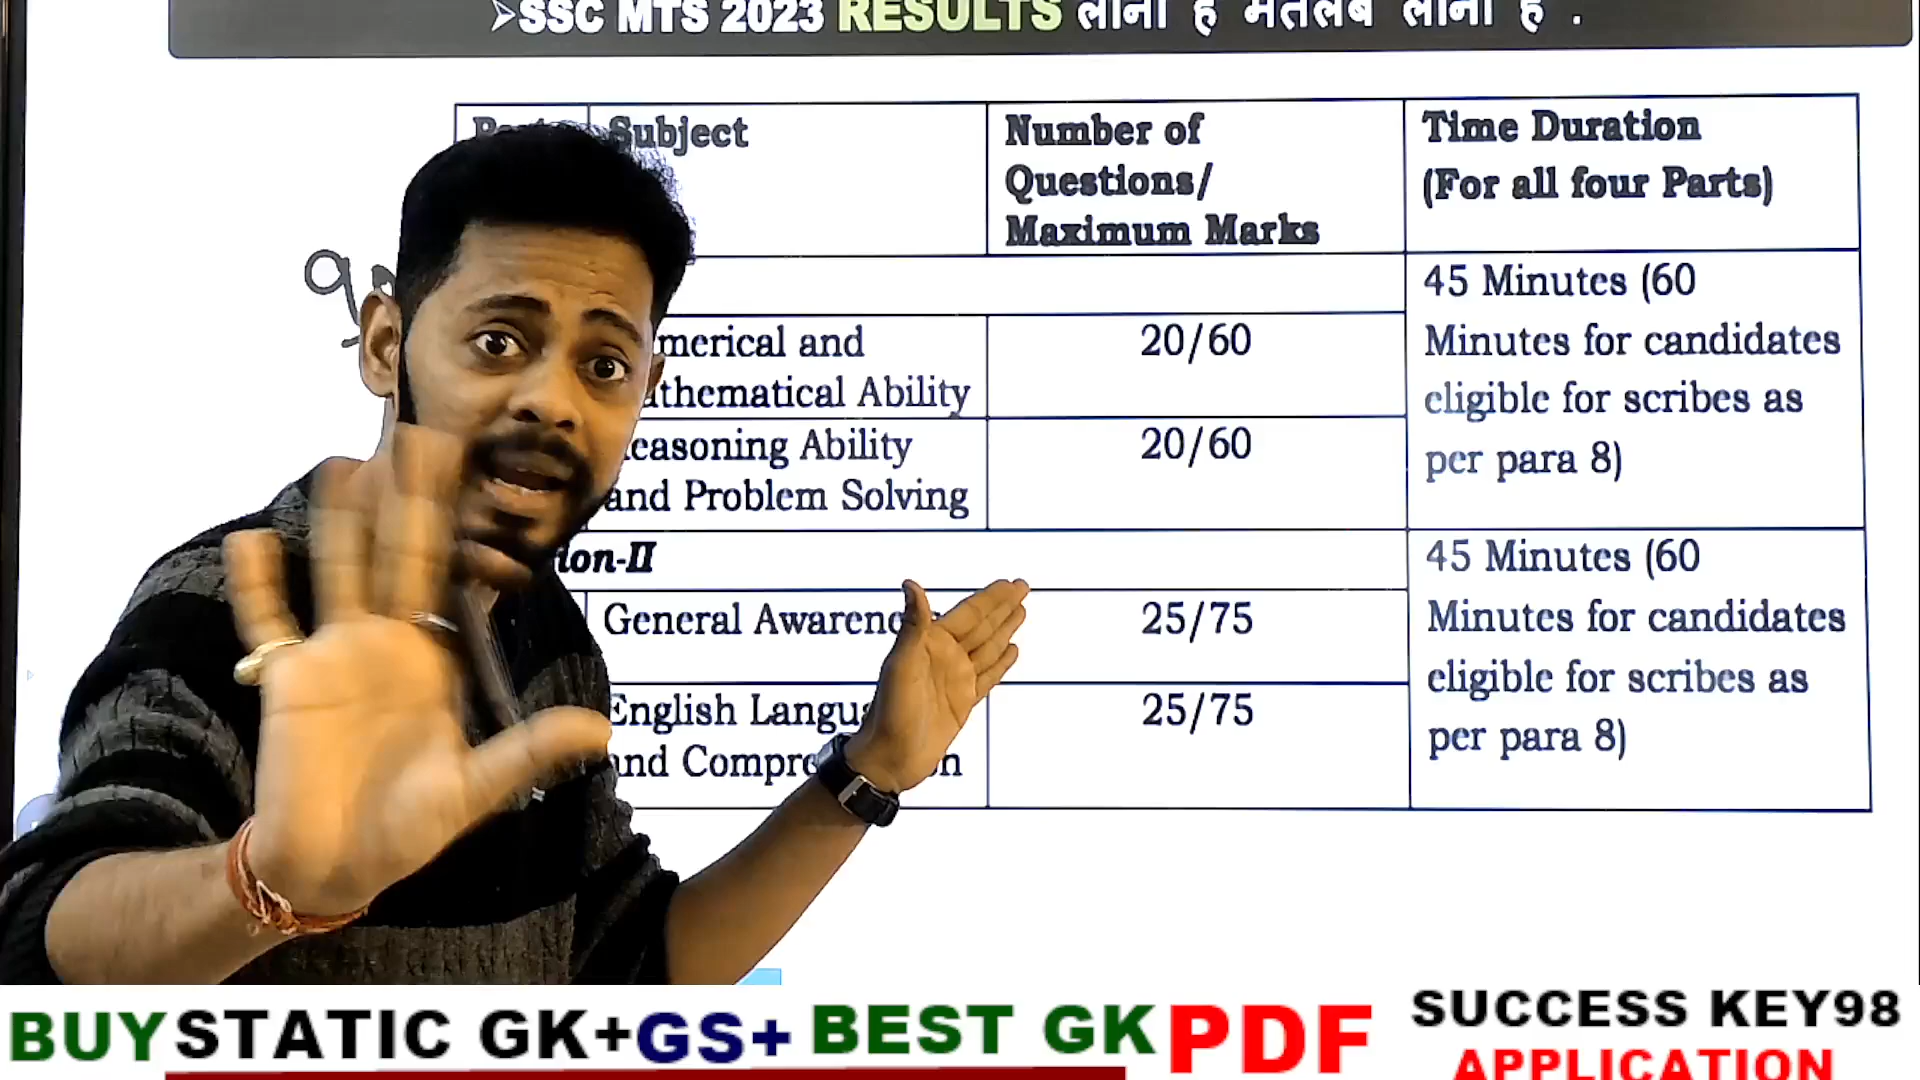 ➢SSC MTS 2023 RESULTS लाना है मतलब लाना है .
Subject
Number of
Questions/
Maximum Marks
Time Duration
(For all four Parts)
merical and
thematical Ability
20/60
45 Minutes (60
Minutes for candidates
eligible for scribes as
per para 8)
easoning Ability
and Problem Solving
20/60
ion-II
General Awaren
25/75
45 Minutes (60
Minutes for candidates
eligible for scribes as
per para 8)
English Langu
and Compre n
25/75
BUY STATIC GK+GS+ BEST GK PDF
SUCCESS KEY98
APPLICATION